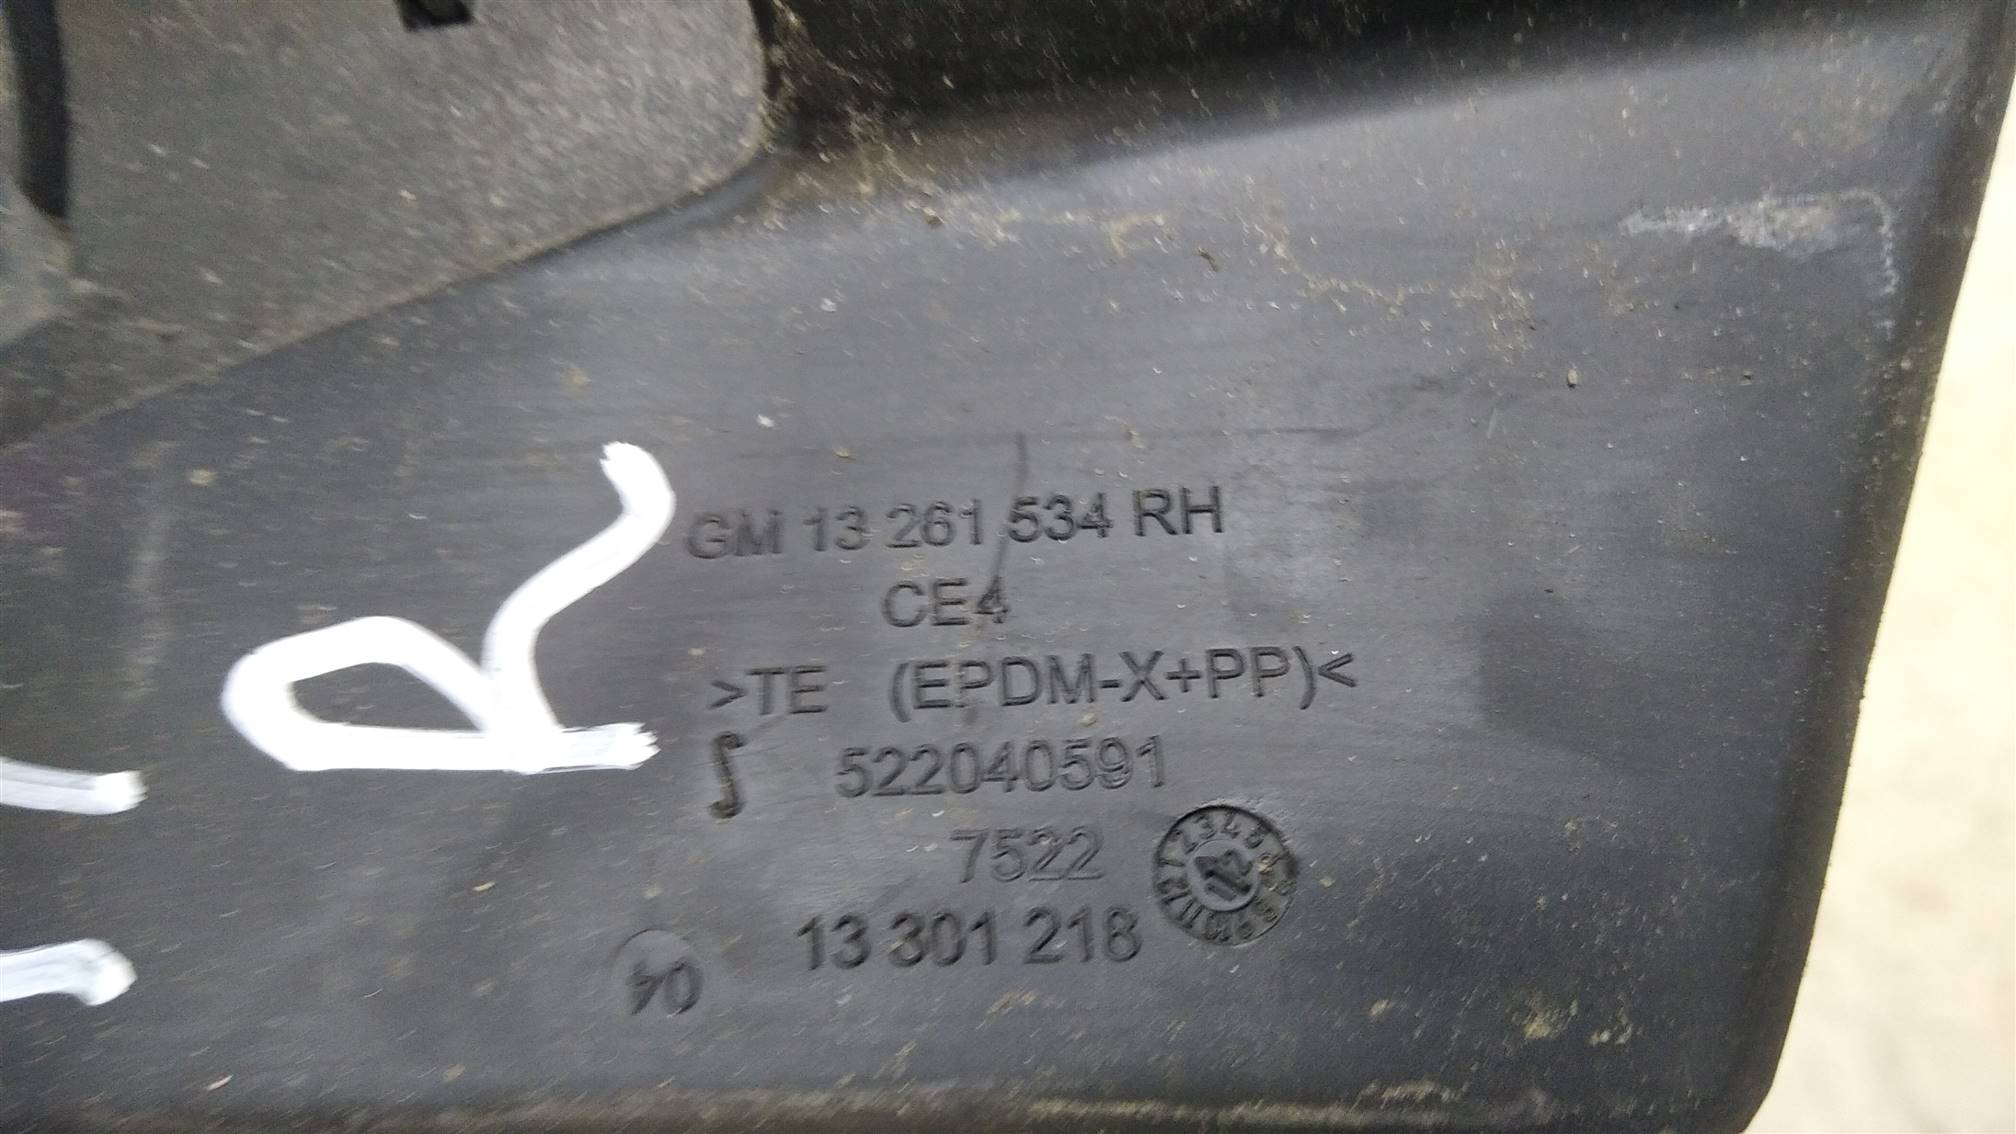 GM 13 261 534 RH
CE4
>TE (EPDM-X+PP)<
522040591
7522
13 301 218
04
R